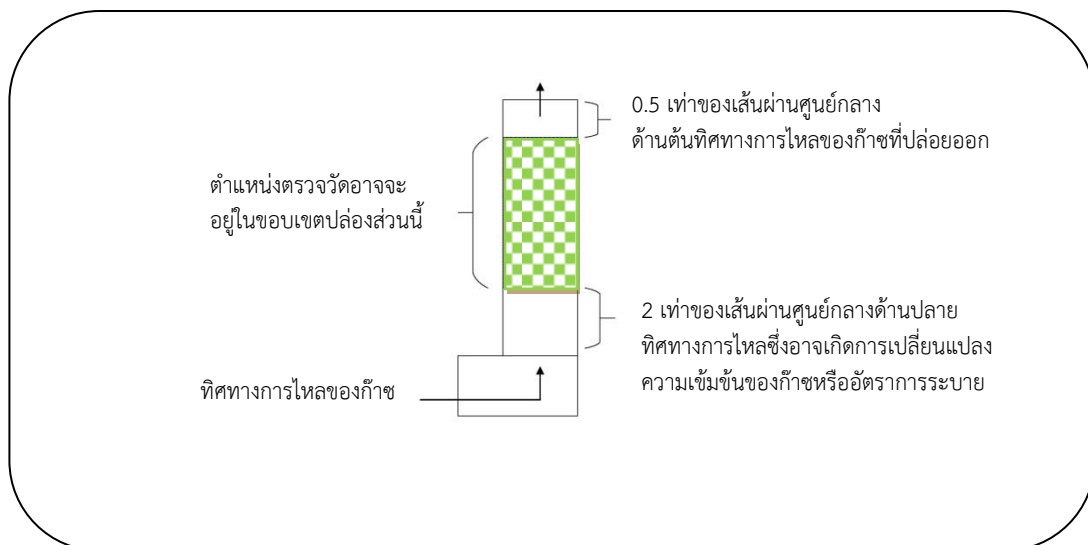 0.5 เท่าของเส้นผ่านศูนย์กลาง
ด้านต้นทิศทางการไหลของก๊าซที่ปล่อยออก
ตำแหน่งตรวจวัดอาจจะ
อยู่ในขอบเขตปล่องส่วนนี้
2 เท่าของเส้นผ่านศูนย์กลางด้านปลาย
ทิศทางการไหลซึ่งอาจเกิดการเปลี่ยนแปลง
ความเข้มข้นของก๊าซหรืออัตราการระบาย
ทิศทางการไหลของก๊าซ